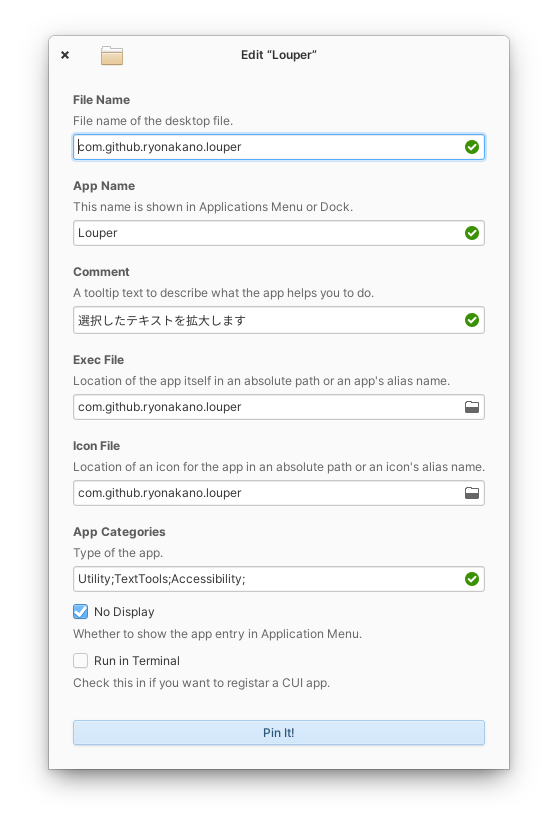 Edit “Louper”
File Name
File name of the desktop file.
com.github.ryonakano.louper
App Name
This name is shown in Applications Menu or Dock.
Louper
Comment
A tooltip text to describe what the app helps you to do.
選択したテキストを拡大します
Exec File
Location of the app itself in an absolute path or an app's alias name.
com.github.ryonakano.louper
Icon File
Location of an icon for the app in an absolute path or an icon's alias name.
com.github.ryonakano.louper
App Categories
Type of the app.
Utility;TextTools;Accessibility;
No Display
Whether to show the app entry in Application Menu.
Run in Terminal
Check this in if you want to registar a CUI app.
Pin It!